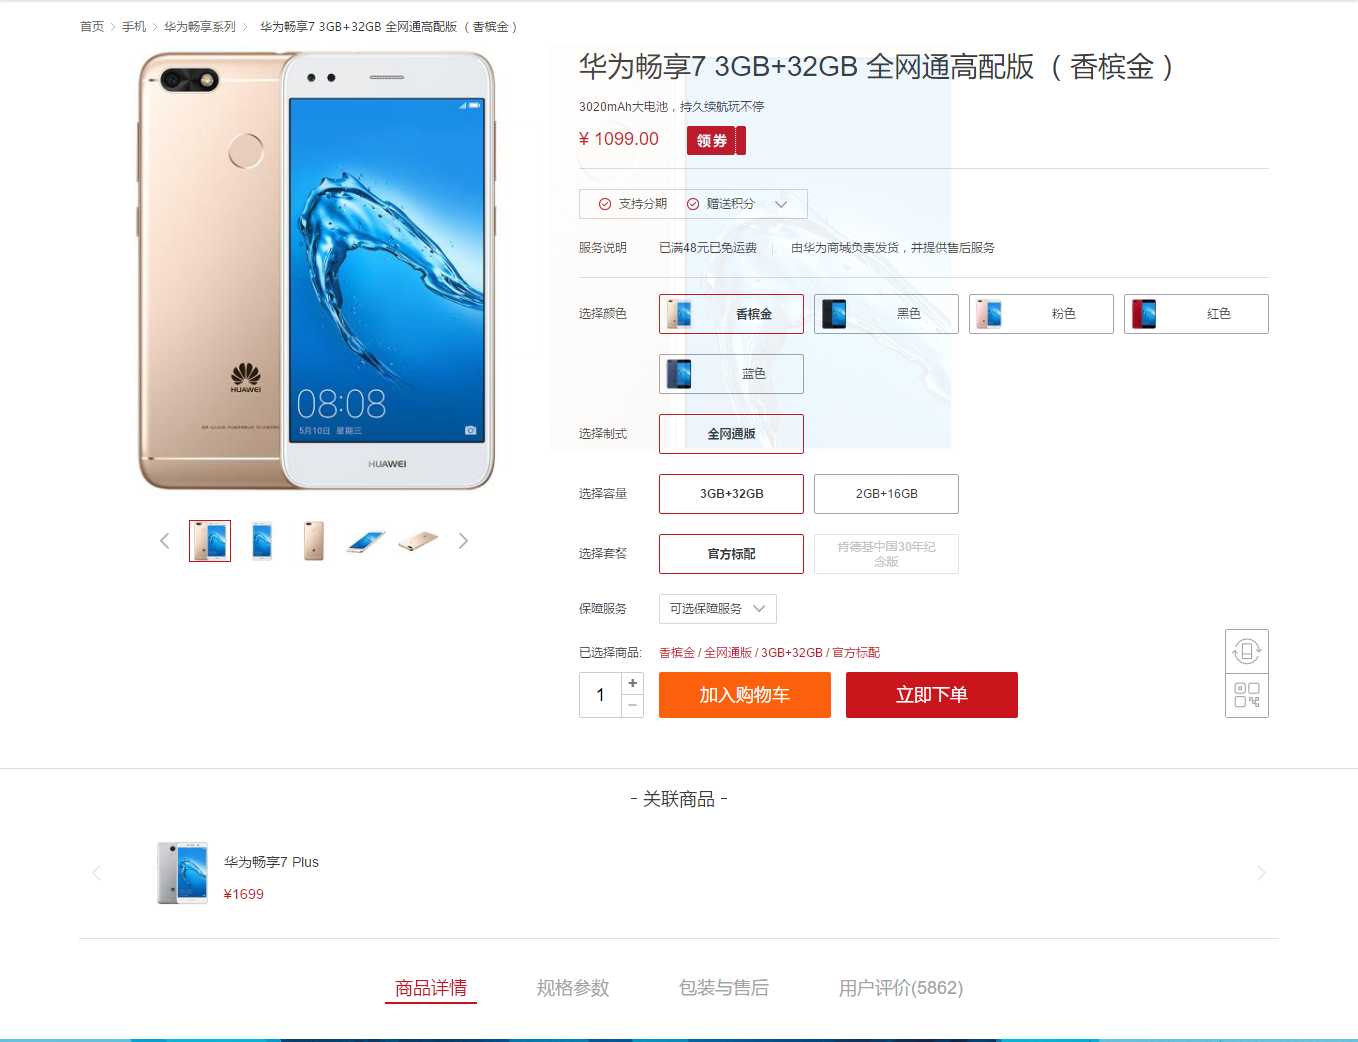 首页 > 手机 > 华为畅享系列 > 华为畅享7 3GB+32GB 全网通高配版（香槟金）
华为畅享7 3GB+32GB 全网通高配版（香槟金）
3020mAh大电池，持久续航玩不停
¥ 1099.00 领券
支持分期 赠送积分
服务说明 已满48元已免运费 | 由华为商城负责发货，并提供售后服务
选择颜色 香槟金 黑色 粉色 红色
蓝色
选择制式 全网通版
选择容量 3GB+32GB 2GB+16GB
选择套餐 官方标配 肯德基中国30年纪
念版
保障服务 可选保障服务
已选择商品: 香槟金 / 全网通版 / 3GB+32GB / 官方标配
1 + − 加入购物车 立即下单
HUAWEI
08:08
5月10日 星期三
HUAWEI
- 关联商品 -
华为畅享7 Plus
¥1699
商品详情 规格参数 包装与售后 用户评价(5862)